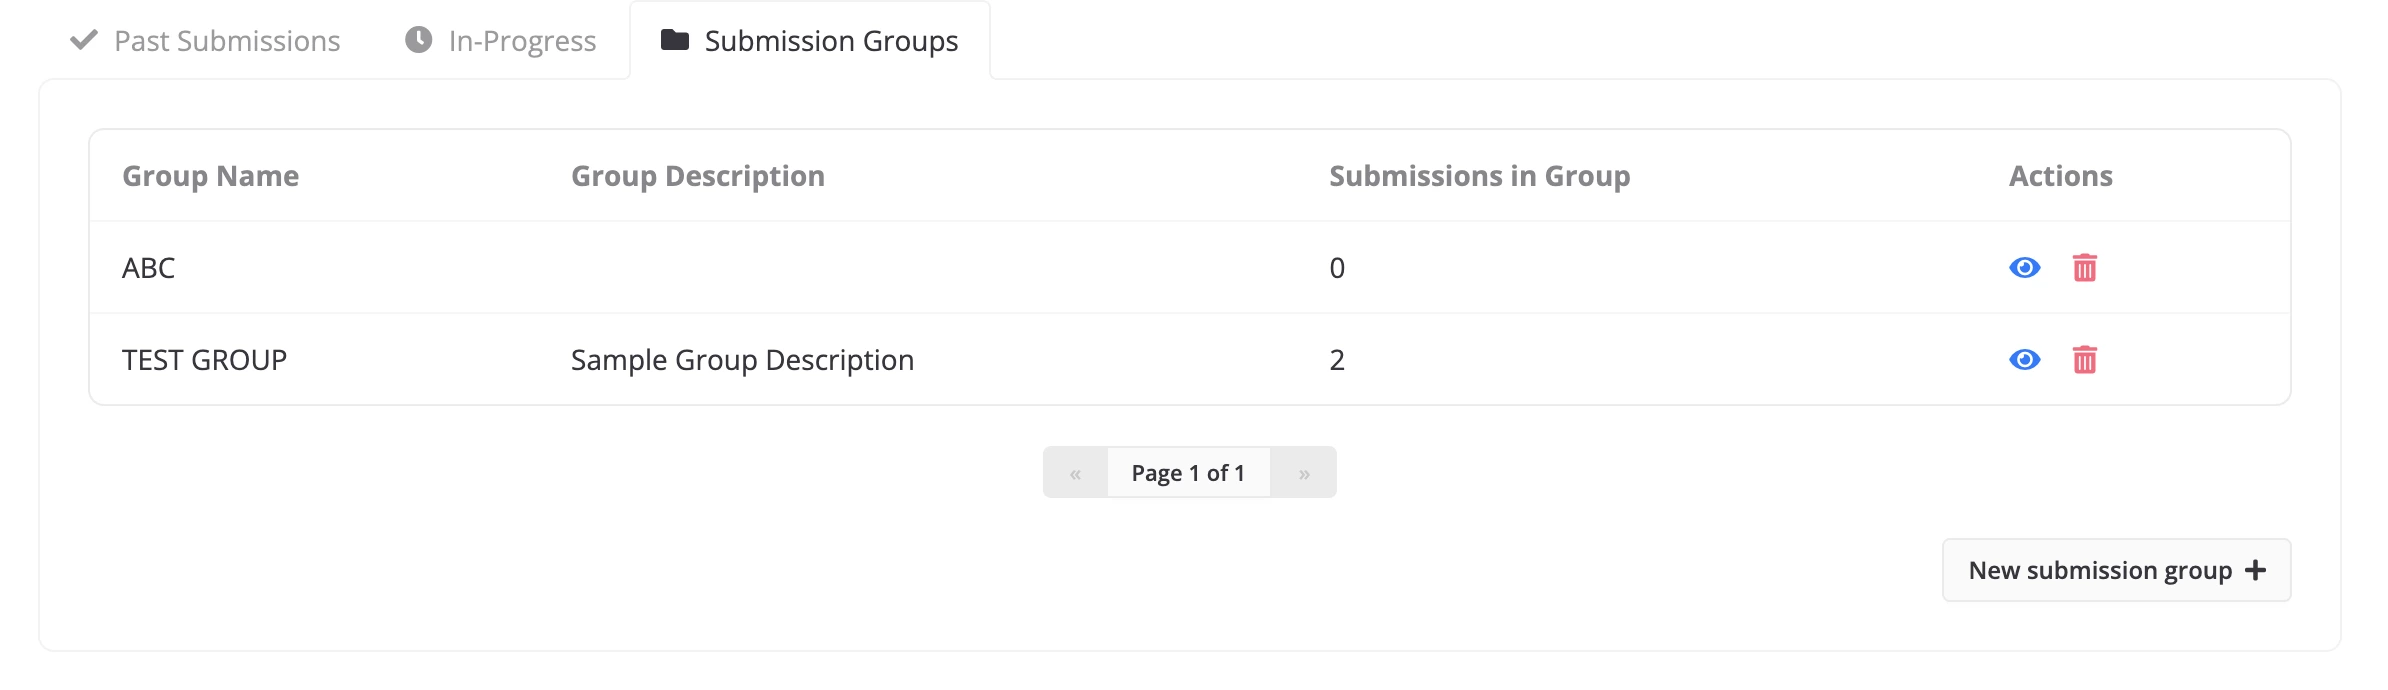 Past Submissions In-Progress Submission Groups
Group Name Group Description Submissions in Group Actions
ABC 0
TEST GROUP Sample Group Description 2
« Page 1 of 1 »
New submission group +